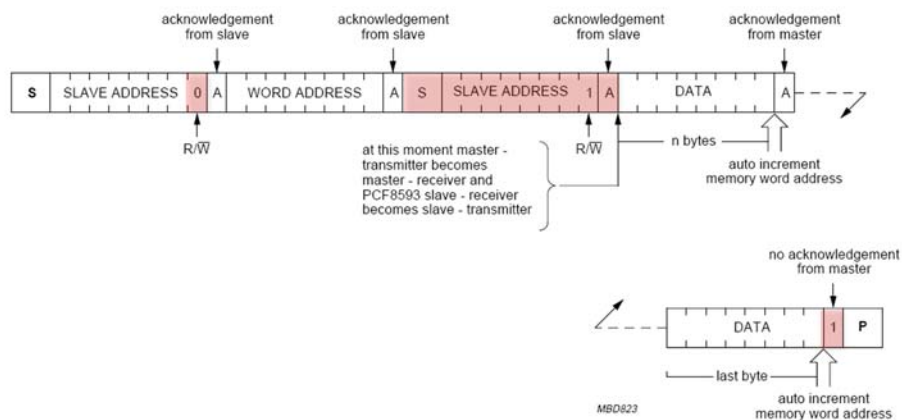 acknowledgement
from slave
acknowledgement
from slave
acknowledgement
from slave
acknowledgement
from master
S SLAVE ADDRESS 0 A WORD ADDRESS A S SLAVE ADDRESS 1 A DATA A
R/W̅
R/W̅
n bytes
at this moment master -
transmitter becomes
master - receiver and
PCF8593 slave - receiver
becomes slave - transmitter
auto increment
memory word address
no acknowledgement
from master
DATA 1 P
last byte
auto increment
memory word address
MBD823